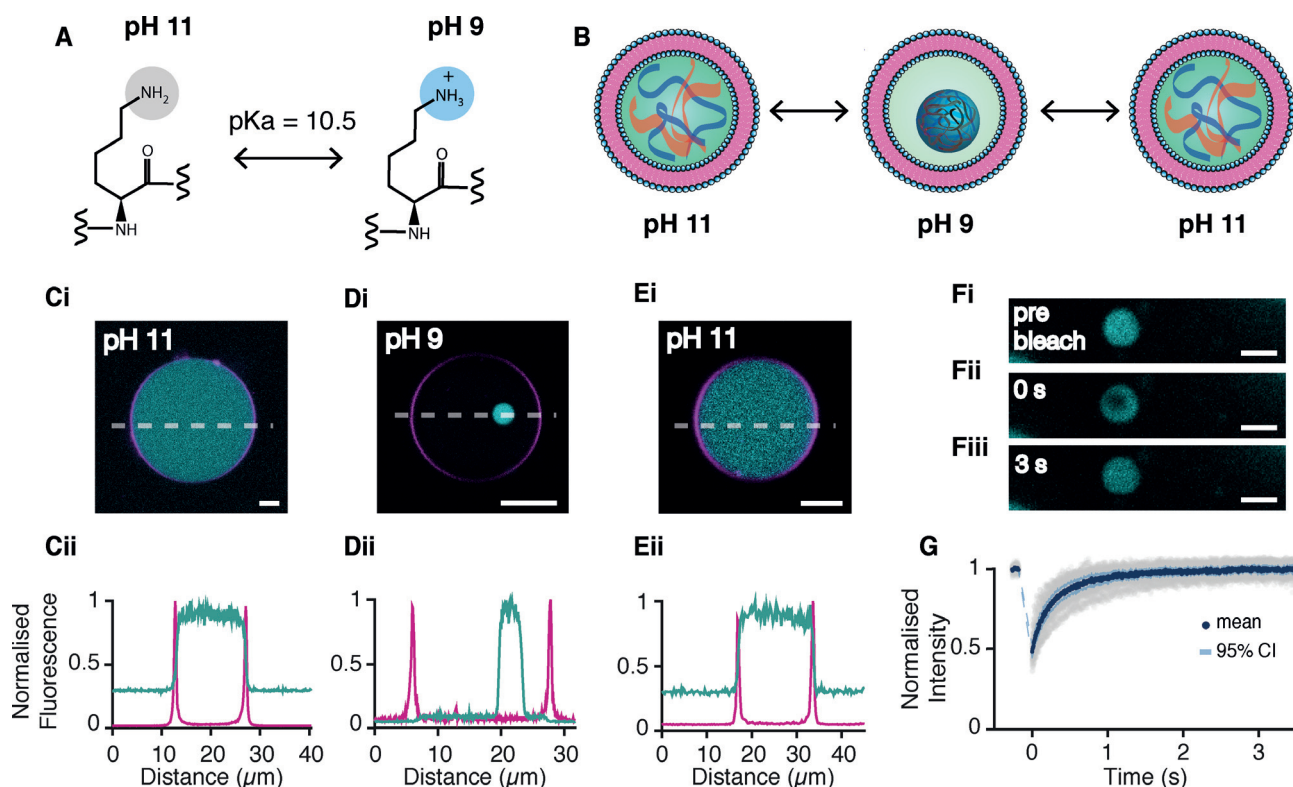 A
pH 11
pH 9
NH2
+
NH3
pKa = 10.5
O
O
NH
NH
B
pH 11
pH 9
pH 11
Ci
pH 11
Di
pH 9
Ei
pH 11
Fi
pre
bleach
Fii
0 s
Fiii
3 s
Cii
Normalised
Fluorescence
1
0.5
0
0 10 20 30 40
Distance (µm)
Dii
1
0.5
0
0 10 20 30
Distance (µm)
Eii
1
0.5
0
0 10 20 30 40
Distance (µm)
G
Normalised
Intensity
1
0.5
0
mean
95% CI
0 1 2 3
Time (s)